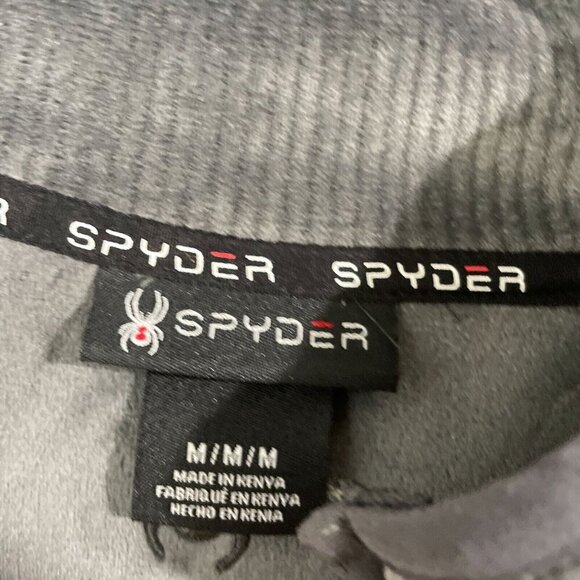 R
SPYDER SPYDER
SPYDER
M/M/M
MADE IN KENYA
FABRIQUÉ EN KENYA
HECHO EN KENIA